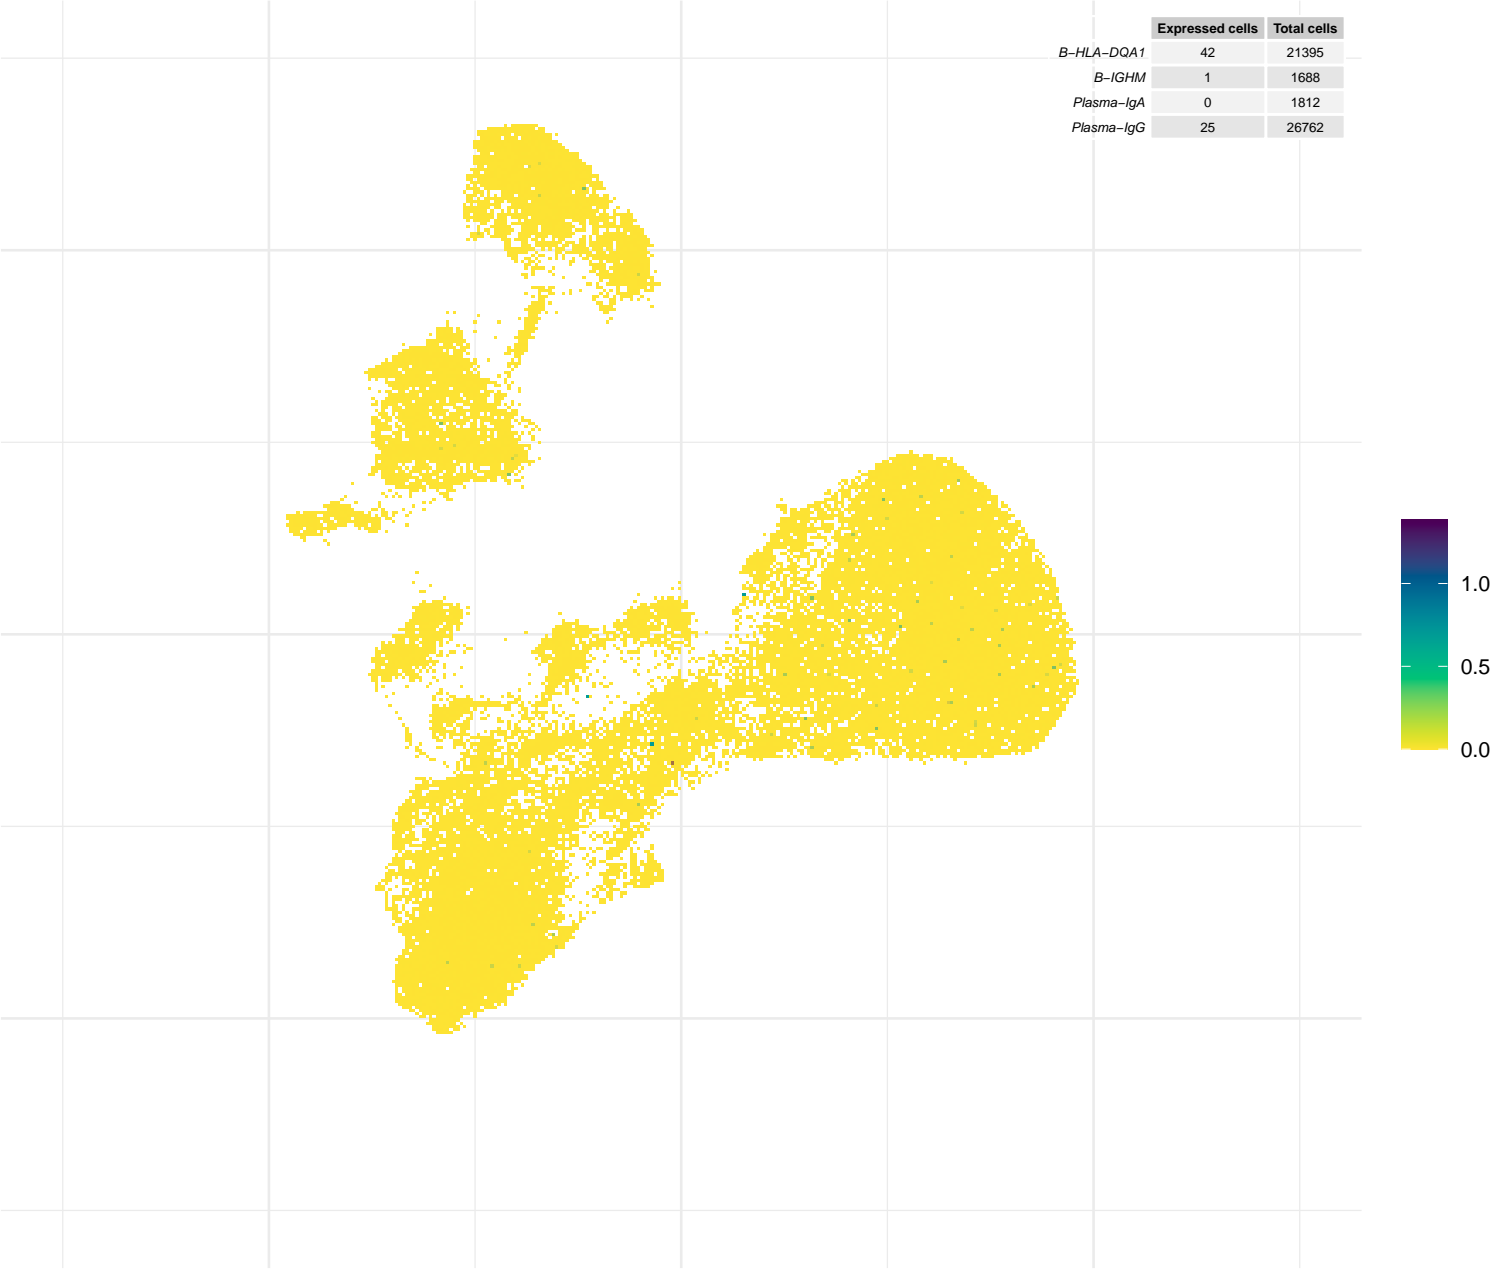 Expressed cells Total cells
B−HLA−DQA1 42 21395
B−IGHM 1 1688
Plasma−IgA 0 1812
Plasma−IgG 25 26762
1.0
0.5
0.0